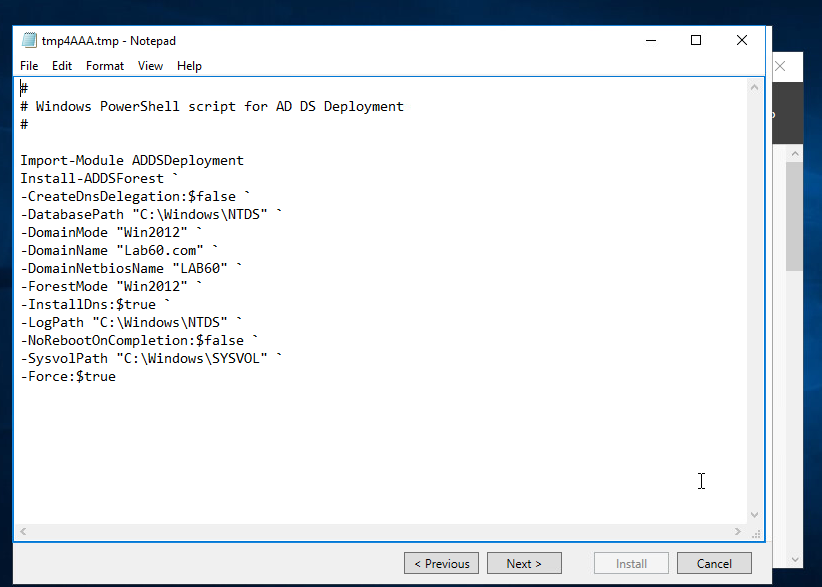 tmp4AAA.tmp - Notepad
File Edit Format View Help
#
# Windows PowerShell script for AD DS Deployment
#
Import-Module ADDSDeployment
Install-ADDSForest `
-CreateDnsDelegation:$false `
-DatabasePath "C:\Windows\NTDS" `
-DomainMode "Win2012" `
-DomainName "Lab60.com" `
-DomainNetbiosName "LAB60" `
-ForestMode "Win2012" `
-InstallDns:$true `
-LogPath "C:\Windows\NTDS" `
-NoRebootOnCompletion:$false `
-SysvolPath "C:\Windows\SYSVOL" `
-Force:$true
< Previous Next > Install Cancel